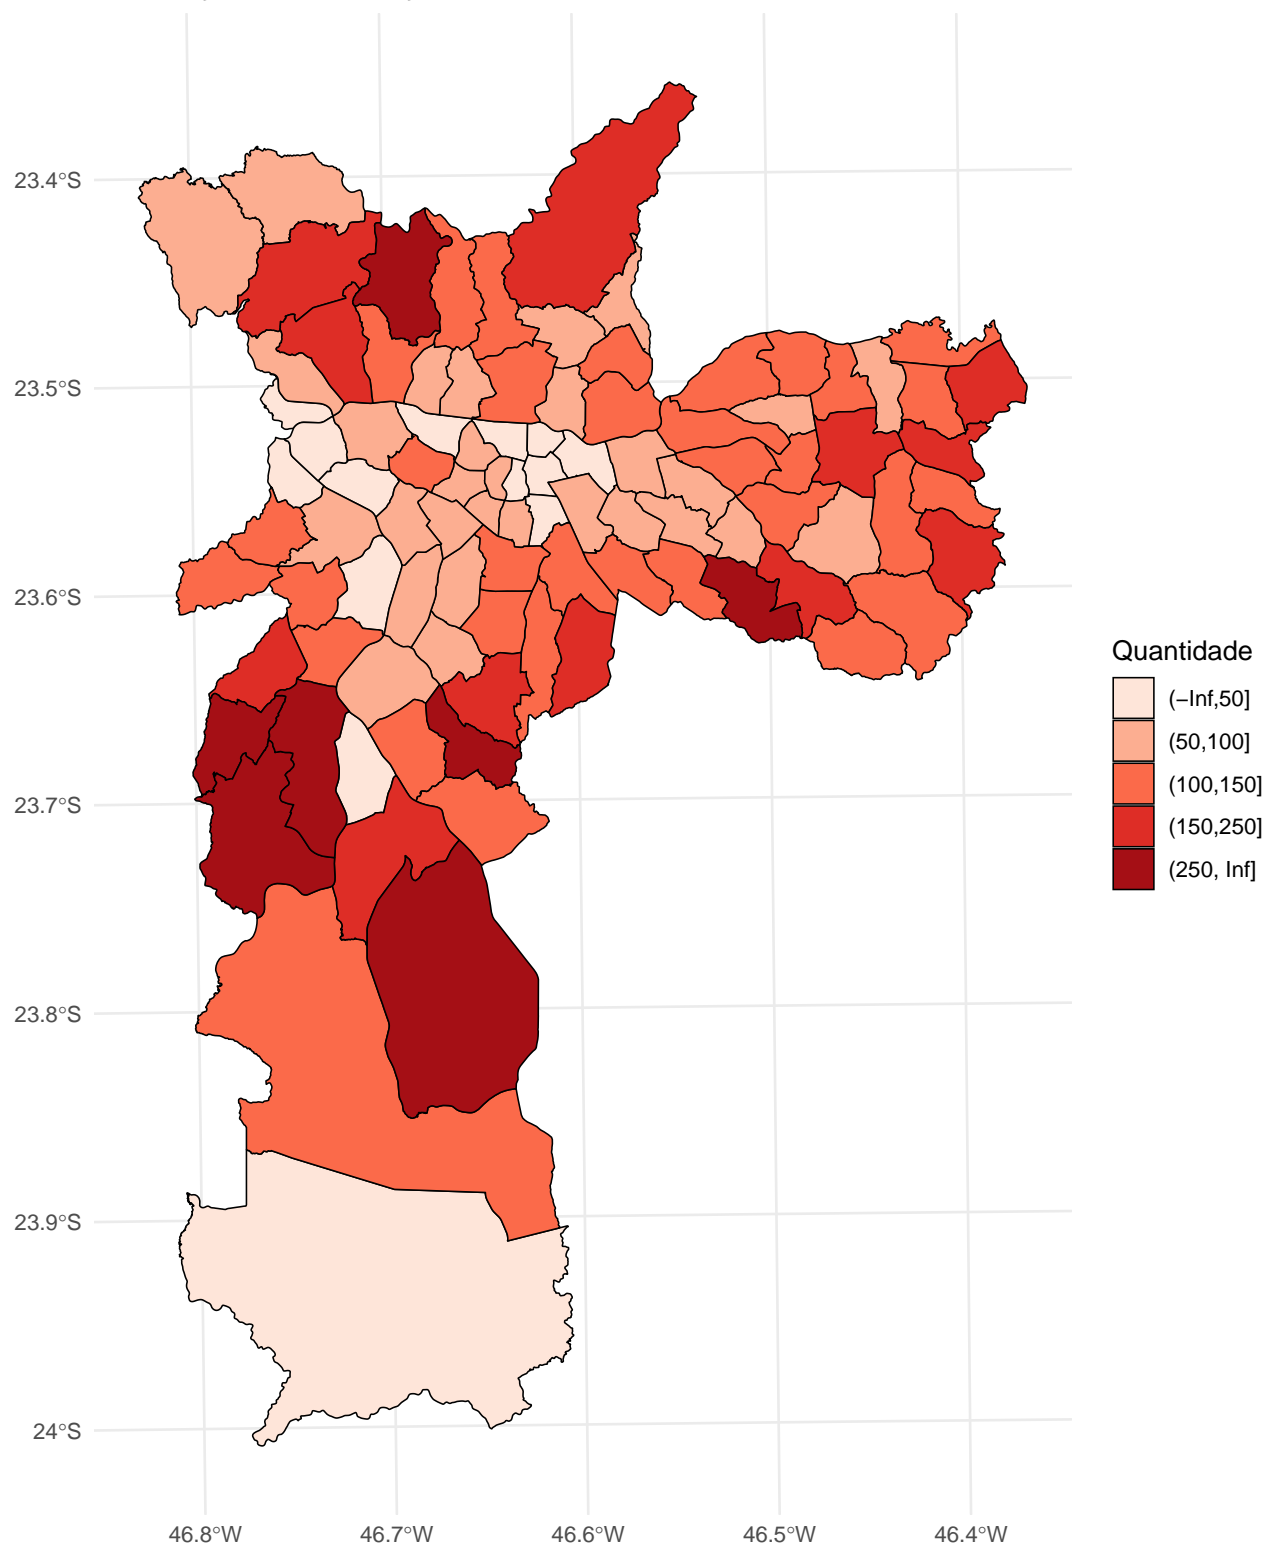 23.4°S
23.5°S
23.6°S
23.7°S
23.8°S
23.9°S
24°S
46.8°W
46.7°W
46.6°W
46.5°W
46.4°W
Quantidade
(−Inf,50]
(50,100]
(100,150]
(150,250]
(250, Inf]